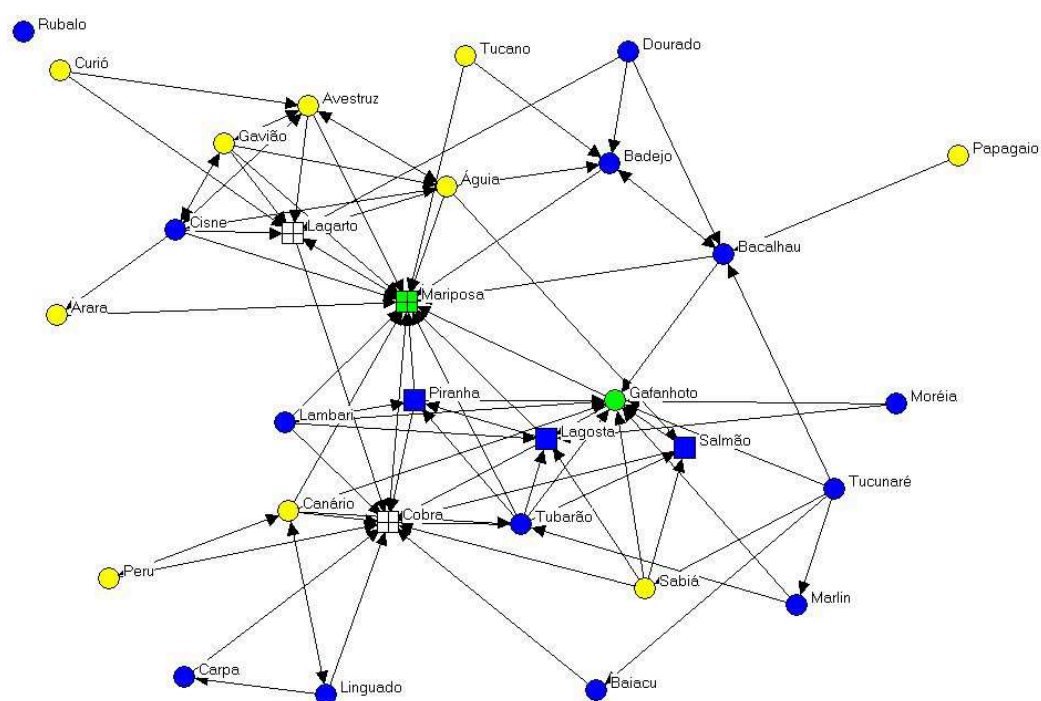 Rubalo
Curió
Tucano
Dourado
Avestruz
Gavião
Badejo
Papagaio
Águia
Cisne
Lagarto
Bacalhau
Mariposa
Arara
Piranha
Gafanhoto
Moréia
Lambari
Lagosta
Salmão
Tucunaré
Canário
Cobra
Tubarão
Peru
Sabiá
Marlin
Carpa
Linguado
Baiacu